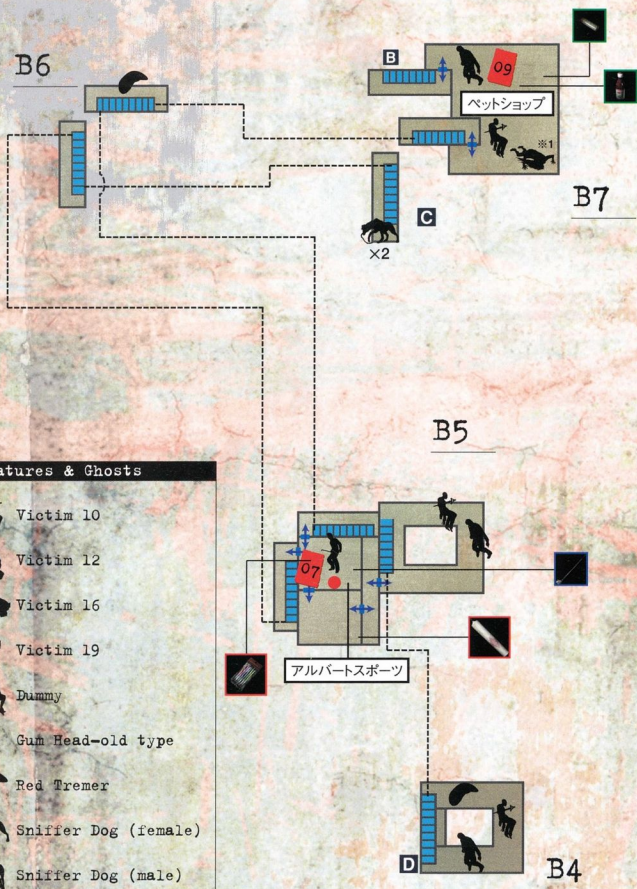 B6
B
09
ペットショップ
※1
B7
C
×2
B5
07
アルバートスポーツ
D
B4
atures & Ghosts
Victim 10
Victim 12
Victim 16
Victim 19
Dummy
Gum Head-old type
Red Tremer
Sniffer Dog (female)
Sniffer Dog (male)